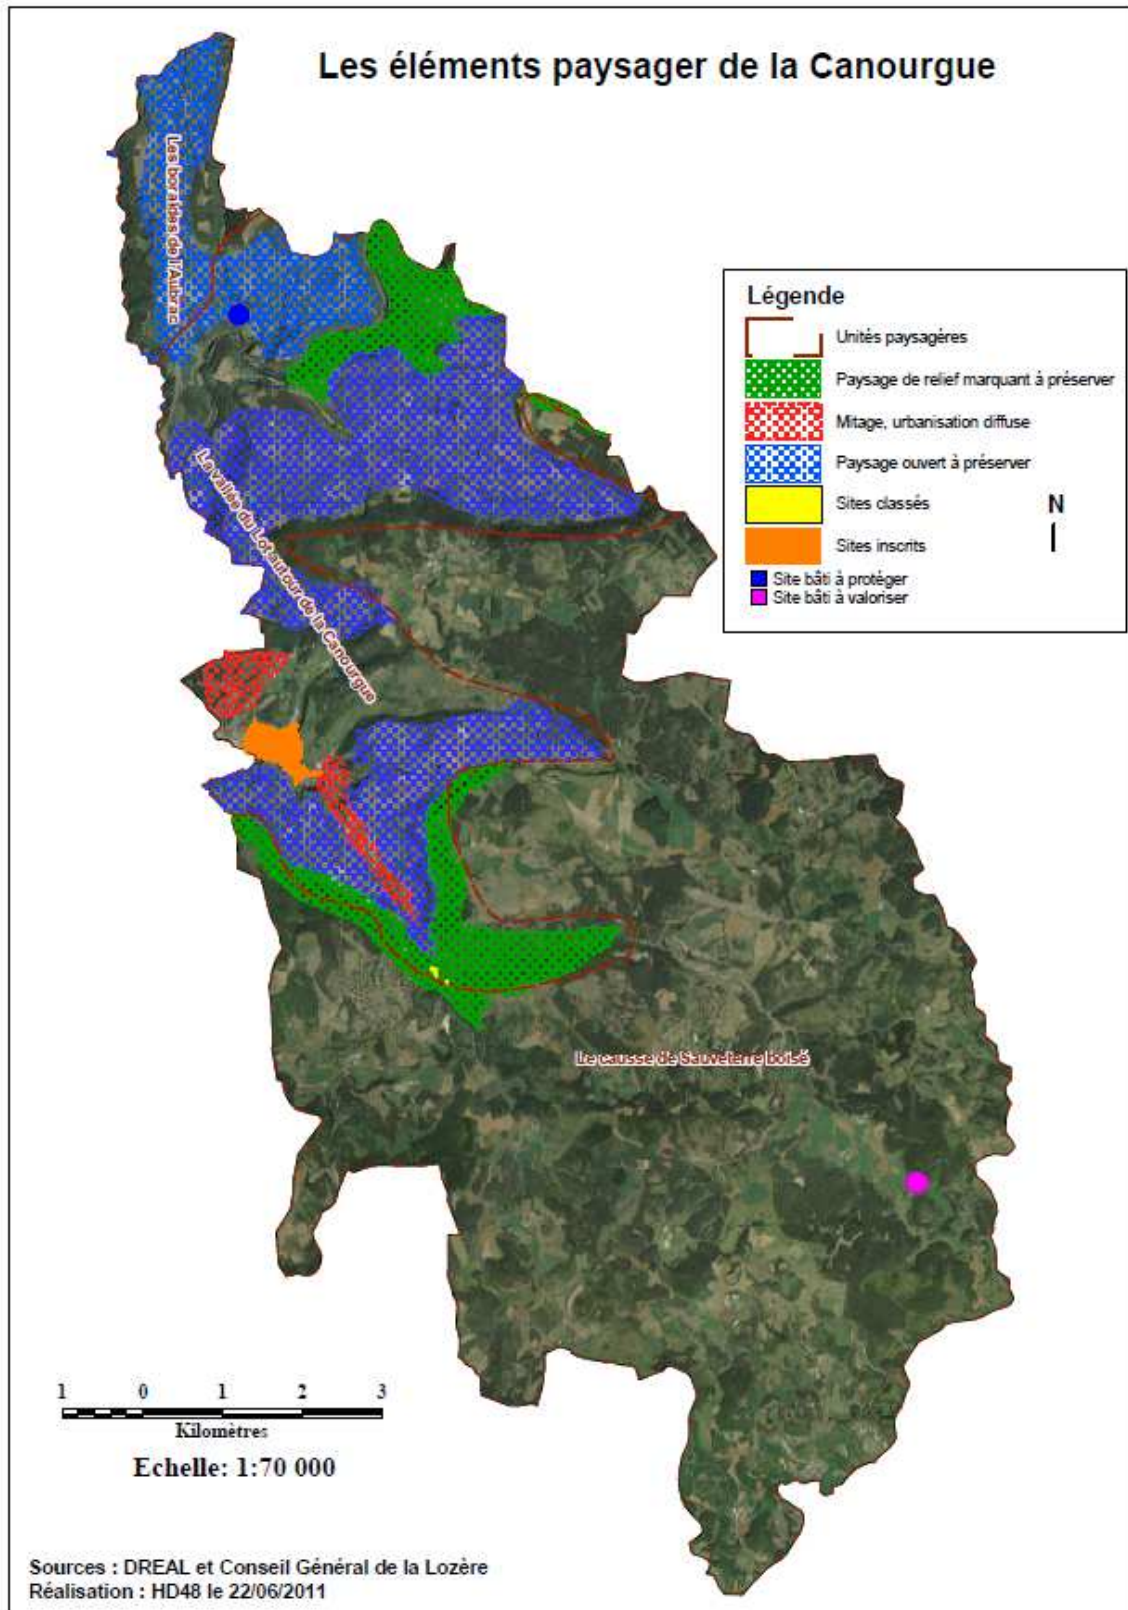 Les éléments paysager de la Canourgue
Les boraldes de l'Aubrac
La vallée du Lot autour de la Canourgue
Le causse de Sauveterre boisé
Légende
Unités paysagères
Paysage de relief marquant à préserver
Mitage, urbanisation diffuse
Paysage ouvert à préserver
Sites classés
Sites inscrits
Site bâti à protéger
Site bâti à valoriser
N
1 0 1 2 3
Kilomètres
Echelle: 1:70 000
Sources : DREAL et Conseil Général de la Lozère
Réalisation : HD48 le 22/06/2011